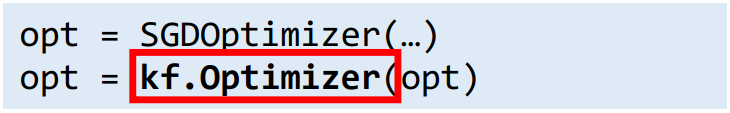 opt = SGDOptimizer(…)
opt = kf.Optimizer(opt)